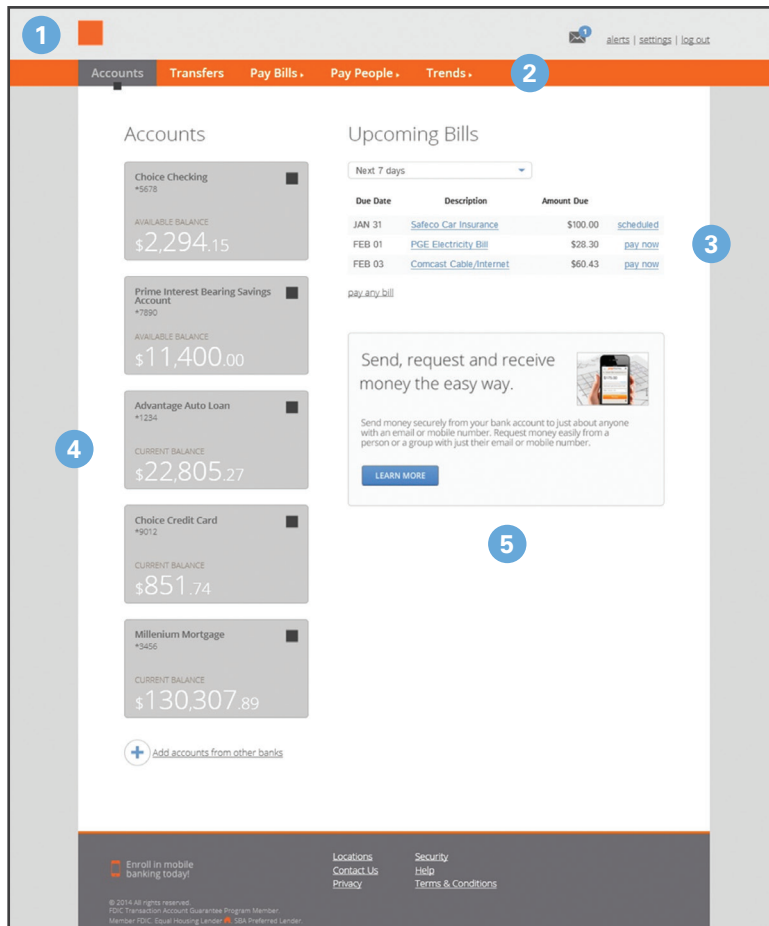 1
1
alerts | settings | log out
Accounts Transfers Pay Bills Pay People Trends 2
Accounts
Choice Checking
*5678
AVAILABLE BALANCE
$2,294.15
Prime Interest Bearing Savings
Account
*7890
AVAILABLE BALANCE
$11,400.00
Advantage Auto Loan
*1234
CURRENT BALANCE
$22,805.27
4
Choice Credit Card
*9012
CURRENT BALANCE
$851.74
Millenium Mortgage
*3456
CURRENT BALANCE
$130,307.89
Add accounts from other banks
Upcoming Bills
Next 7 days
Due Date Description Amount Due
JAN 31 Safeco Car Insurance $100.00 scheduled
FEB 01 PGE Electricity Bill $28.30 pay now
FEB 03 Comcast Cable/Internet $60.43 pay now
3
pay any bill
Send, request and receive
money the easy way.
Send money securely from your bank account to just about anyone
with an email or mobile number. Request money easily from a
person or a group with just their email or mobile number.
LEARN MORE
5
Enroll in mobile
banking today!
Locations
Contact Us
Privacy
Security
Help
Terms & Conditions
© 2014 All rights reserved.
FDIC Transaction Account Guarantee Program Member.
Member FDIC. Equal Housing Lender , SBA Preferred Lender